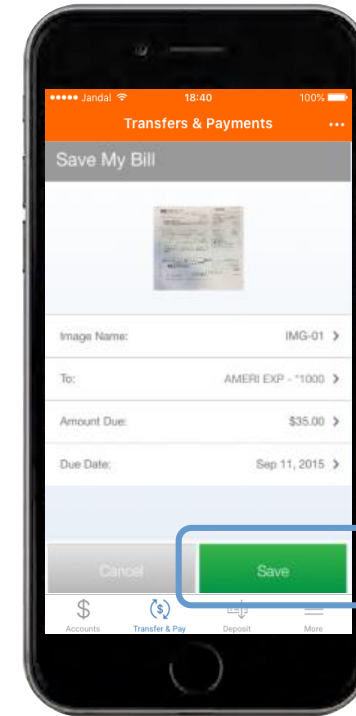 Jandal 18:40 100%
Transfers & Payments
Save My Bill
Image Name: IMG-01
To: AMERI EXP - *1000
Amount Due: $35.00
Due Date: Sep 11, 2015
Cancel Save
Accounts Transfer & Pay Deposit More